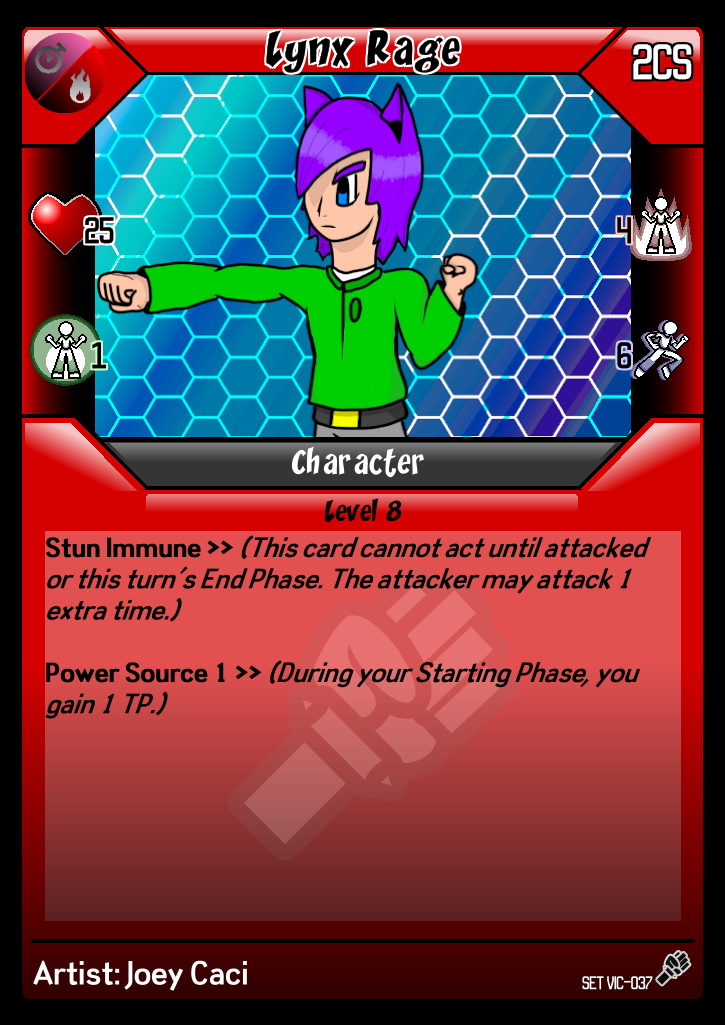 Lynx Rage
2CS
25
4
1
6
Character
Level 8
Stun Immune >> (This card cannot act until attacked
or this turn's End Phase. The attacker may attack 1
extra time.)
Power Source 1 >> (During your Starting Phase, you
gain 1 TP.)
Artist: Joey Caci
SET VIC-037